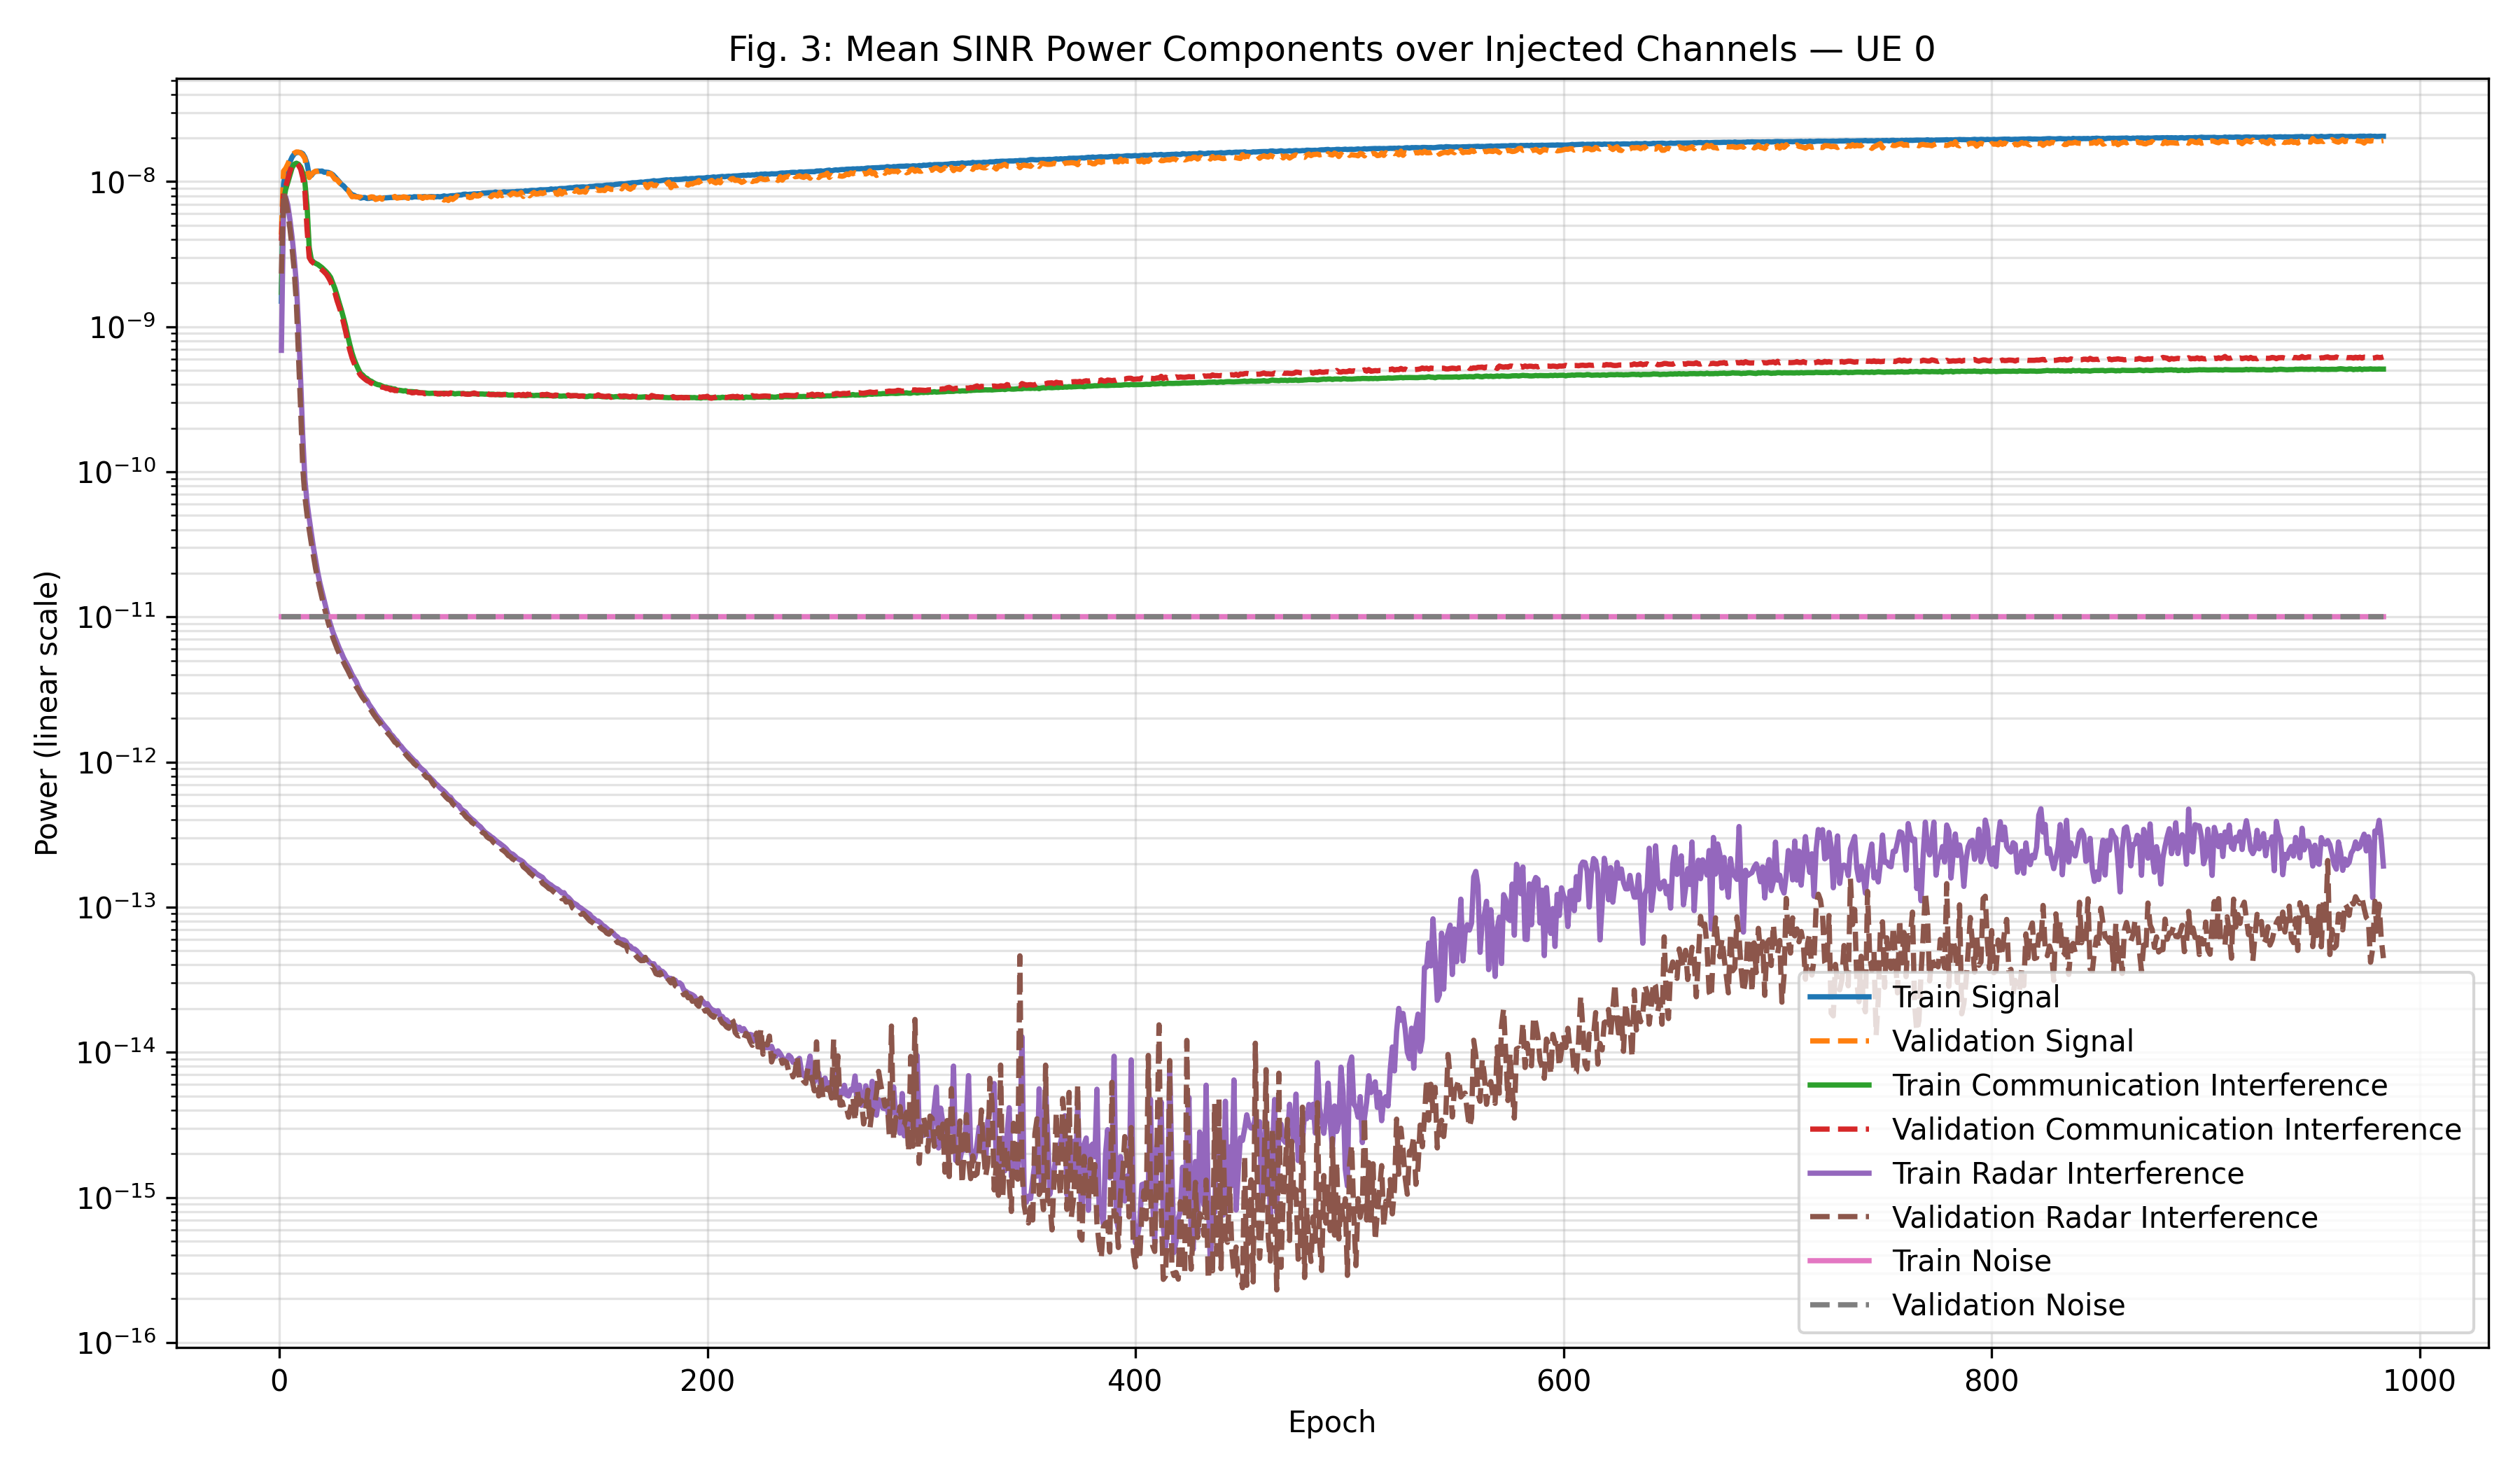 Fig. 3: Mean SINR Power Components over Injected Channels — UE 0
Power (linear scale)
10⁻⁸
10⁻⁹
10⁻¹⁰
10⁻¹¹
10⁻¹²
10⁻¹³
10⁻¹⁴
10⁻¹⁵
10⁻¹⁶
Train Signal
Validation Signal
Train Communication Interference
Validation Communication Interference
Train Radar Interference
Validation Radar Interference
Train Noise
Validation Noise
0 200 400 600 800 1000
Epoch